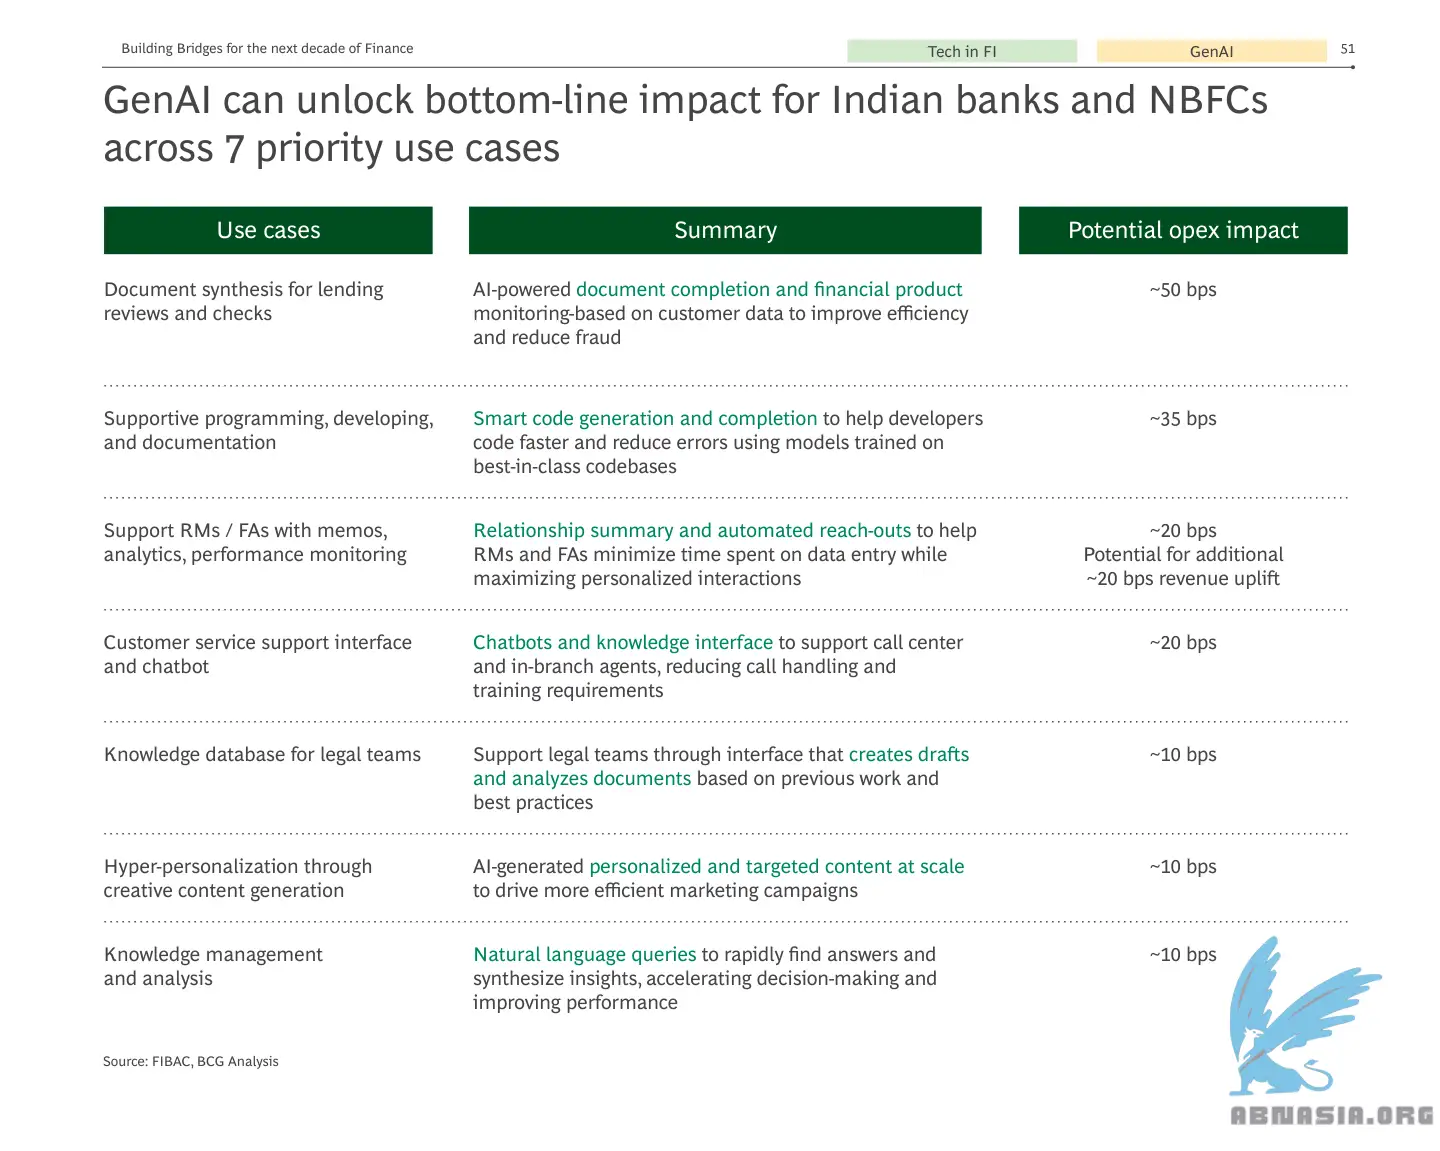 Building Bridges for the next decade of Finance
Tech in FI
GenAI
51
GenAI can unlock bottom-line impact for Indian banks and NBFCs
across 7 priority use cases
Use cases
Summary
Potential opex impact
Document synthesis for lending
reviews and checks
AI-powered document completion and financial product
monitoring-based on customer data to improve efficiency
and reduce fraud
~50 bps
Supportive programming, developing,
and documentation
Smart code generation and completion to help developers
code faster and reduce errors using models trained on
best-in-class codebases
~35 bps
Support RMs / FAs with memos,
analytics, performance monitoring
Relationship summary and automated reach-outs to help
RMs and FAs minimize time spent on data entry while
maximizing personalized interactions
~20 bps
Potential for additional
~20 bps revenue uplift
Customer service support interface
and chatbot
Chatbots and knowledge interface to support call center
and in-branch agents, reducing call handling and
training requirements
~20 bps
Knowledge database for legal teams
Support legal teams through interface that creates drafts
and analyzes documents based on previous work and
best practices
~10 bps
Hyper-personalization through
creative content generation
AI-generated personalized and targeted content at scale
to drive more efficient marketing campaigns
~10 bps
Knowledge management
and analysis
Natural language queries to rapidly find answers and
synthesize insights, accelerating decision-making and
improving performance
~10 bps
Source: FIBAC, BCG Analysis
ABNASIA.ORG